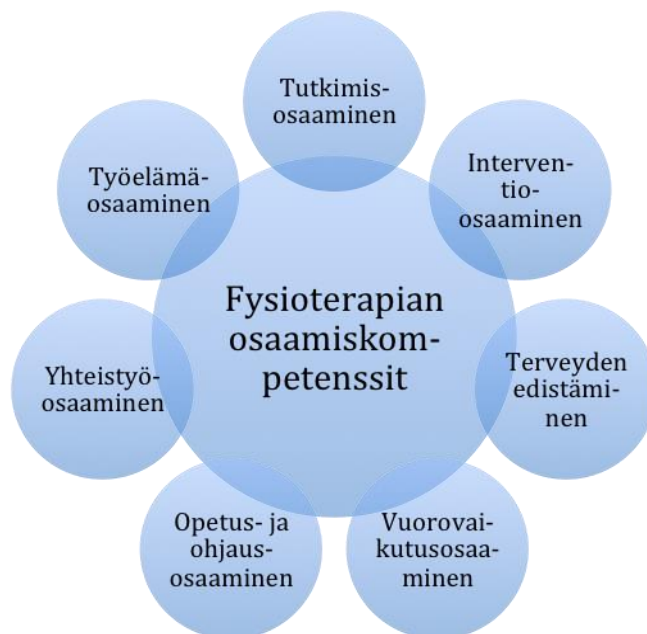 Tutkimis-
osaaminen
Interven-
tio-
osaaminen
Terveyden
edistämi-
nen
Vuorovai-
kutusosaa-
minen
Opetus- ja
ohjaus-
osaaminen
Yhteistyö-
osaaminen
Työelämä-
osaaminen
Fysioterapian
osaamiskom-
petenssit